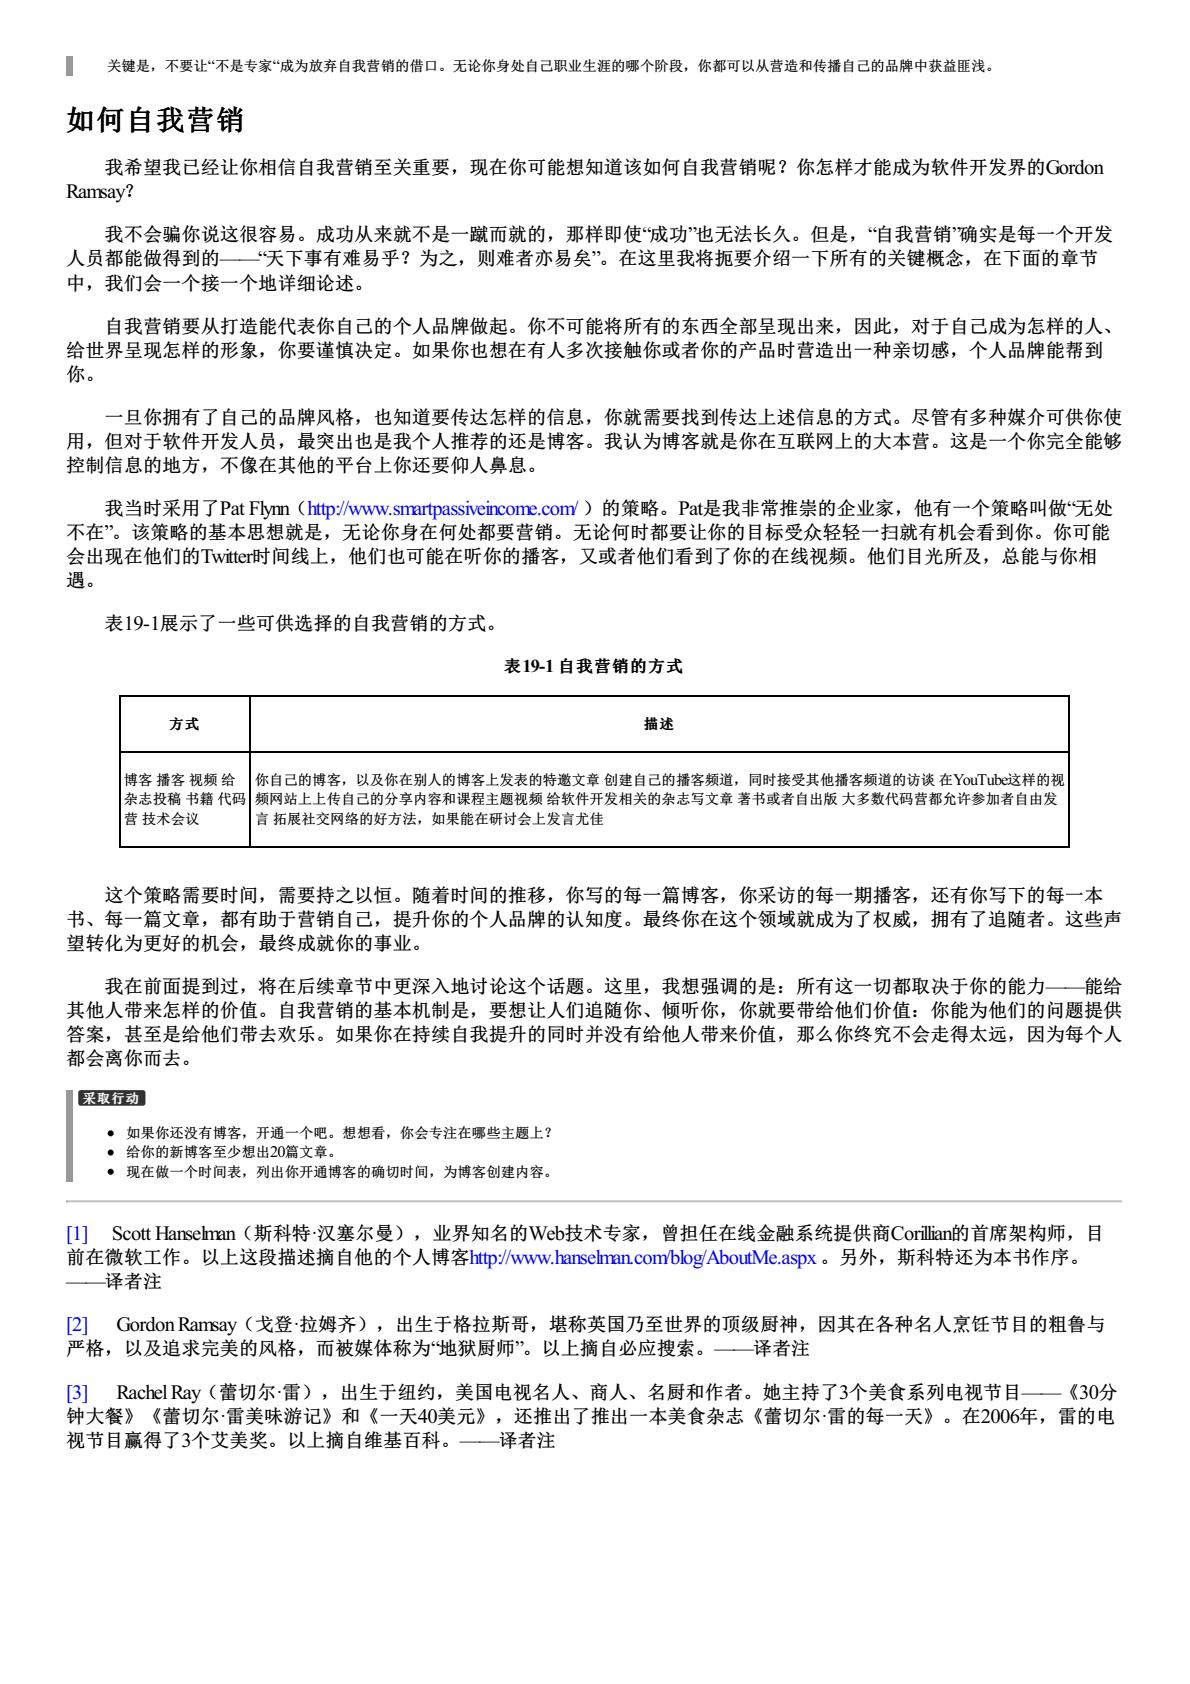 关键是，不要让“不是专家“成为放弃自我营销的借口。无论你身处自己职业生涯的哪个阶段，你都可以从营造和传播自己的品牌中获益匪浅。
如何自我营销
我希望我已经让你相信自我营销至关重要，现在你可能想知道该如何自我营销呢？你怎样才能成为软件开发界的Gordon
Ramsay？
我不会骗你说这很容易。成功从来就不是一蹴而就的，那样即使“成功”也无法长久。但是，“自我营销”确实是每一个开发
人员都能做得到的——“天下事有难易乎？为之，则难者亦易矣”。在这里我将扼要介绍一下所有的关键概念，在下面的章节
中，我们会一个接一个地详细论述。
自我营销要从打造能代表你自己的个人品牌做起。你不可能将所有的东西全部呈现出来，因此，对于自己成为怎样的人、
给世界呈现怎样的形象，你要谨慎决定。如果你也想在有人多次接触你或者你的产品时营造出一种亲切感，个人品牌能帮到
你。
一旦你拥有了自己的品牌风格，也知道要传达怎样的信息，你就需要找到传达上述信息的方式。尽管有多种媒介可供你使
用，但对于软件开发人员，最突出也是我个人推荐的还是博客。我认为博客就是你在互联网上的大本营。这是一个你完全能够
控制信息的地方，不像在其他的平台上你还要仰人鼻息。
我当时采用了Pat Flynn（http://www.smartpassiveincome.com/ ）的策略。Pat是我非常推崇的企业家，他有一个策略叫做“无处
不在”。该策略的基本思想就是，无论你身在何处都要营销。无论何时都要让你的目标受众轻轻一扫就有机会看到你。你可能
会出现在他们的Twitter时间线上，他们也可能在听你的播客，又或者他们看到了你的在线视频。他们目光所及，总能与你相
遇。
表19-1展示了一些可供选择的自我营销的方式。
表19-1 自我营销的方式
方式 描述
博客 播客 视频 给 你自己的博客，以及你在别人的博客上发表的特邀文章 创建自己的播客频道，同时接受其他播客频道的访谈 在YouTube这样的视
杂志投稿 书籍 代码 频网站上上传自己的分享内容和课程主题视频 给软件开发相关的杂志写文章 著书或者自出版 大多数代码营都允许参加者自由发
营 技术会议 言 拓展社交网络的好方法，如果能在研讨会上发言尤佳
这个策略需要时间，需要持之以恒。随着时间的推移，你写的每一篇博客，你采访的每一期播客，还有你写下的每一本
书、每一篇文章，都有助于营销自己，提升你的个人品牌的认知度。最终你在这个领域就成为了权威，拥有了追随者。这些声
望转化为更好的机会，最终成就你的事业。
我在前面提到过，将在后续章节中更深入地讨论这个话题。这里，我想强调的是：所有这一切都取决于你的能力——能给
其他人带来怎样的价值。自我营销的基本机制是，要想让人们追随你、倾听你，你就要带给他们价值：你能为他们的问题提供
答案，甚至是给他们带去欢乐。如果你在持续自我提升的同时并没有给他人带来价值，那么你终究不会走得太远，因为每个人
都会离你而去。
采取行动
● 如果你还没有博客，开通一个吧。想想看，你会专注在哪些主题上？
● 给你的新博客至少想出20篇文章。
● 现在做一个时间表，列出你开通博客的确切时间，为博客创建内容。
[1] Scott Hanselman（斯科特·汉塞尔曼），业界知名的Web技术专家，曾担任在线金融系统提供商Corillian的首席架构师，目
前在微软工作。以上这段描述摘自他的个人博客http://www.hanselman.com/blog/AboutMe.aspx 。另外，斯科特还为本书作序。
——译者注
[2] Gordon Ramsay（戈登·拉姆齐），出生于格拉斯哥，堪称英国乃至世界的顶级厨神，因其在各种名人烹饪节目的粗鲁与
严格，以及追求完美的风格，而被媒体称为“地狱厨师”。以上摘自必应搜索。——译者注
[3] Rachel Ray（蕾切尔·雷），出生于纽约，美国电视名人、商人、名厨和作者。她主持了3个美食系列电视节目——《30分
钟大餐》《蕾切尔·雷美味游记》和《一天40美元》，还推出了推出一本美食杂志《蕾切尔·雷的每一天》。在2006年，雷的电
视节目赢得了3个艾美奖。以上摘自维基百科。——译者注